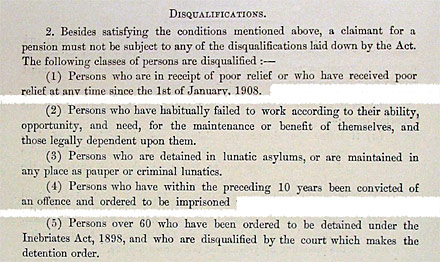 DISQUALIFICATIONS.
2. Besides satisfying the conditions mentioned above, a claimant for a
pension must not be subject to any of the disqualifications laid down by the Act.
The following classes of persons are disqualified :—
(1) Persons who are in receipt of poor relief or who have received poor
relief at any time since the 1st of January, 1908.
(2) Persons who have habitually failed to work according to their ability,
opportunity, and need, for the maintenance or benefit of themselves, and
those legally dependent upon them.
(3) Persons who are detained in lunatic asylums, or are maintained in
any place as pauper or criminal lunatics.
(4) Persons who have within the preceding 10 years been convicted of
an offence and ordered to be imprisoned
(5) Persons over 60 who have been ordered to be detained under the
Inebriates Act, 1898, and who are disqualified by the court which makes the
detention order.